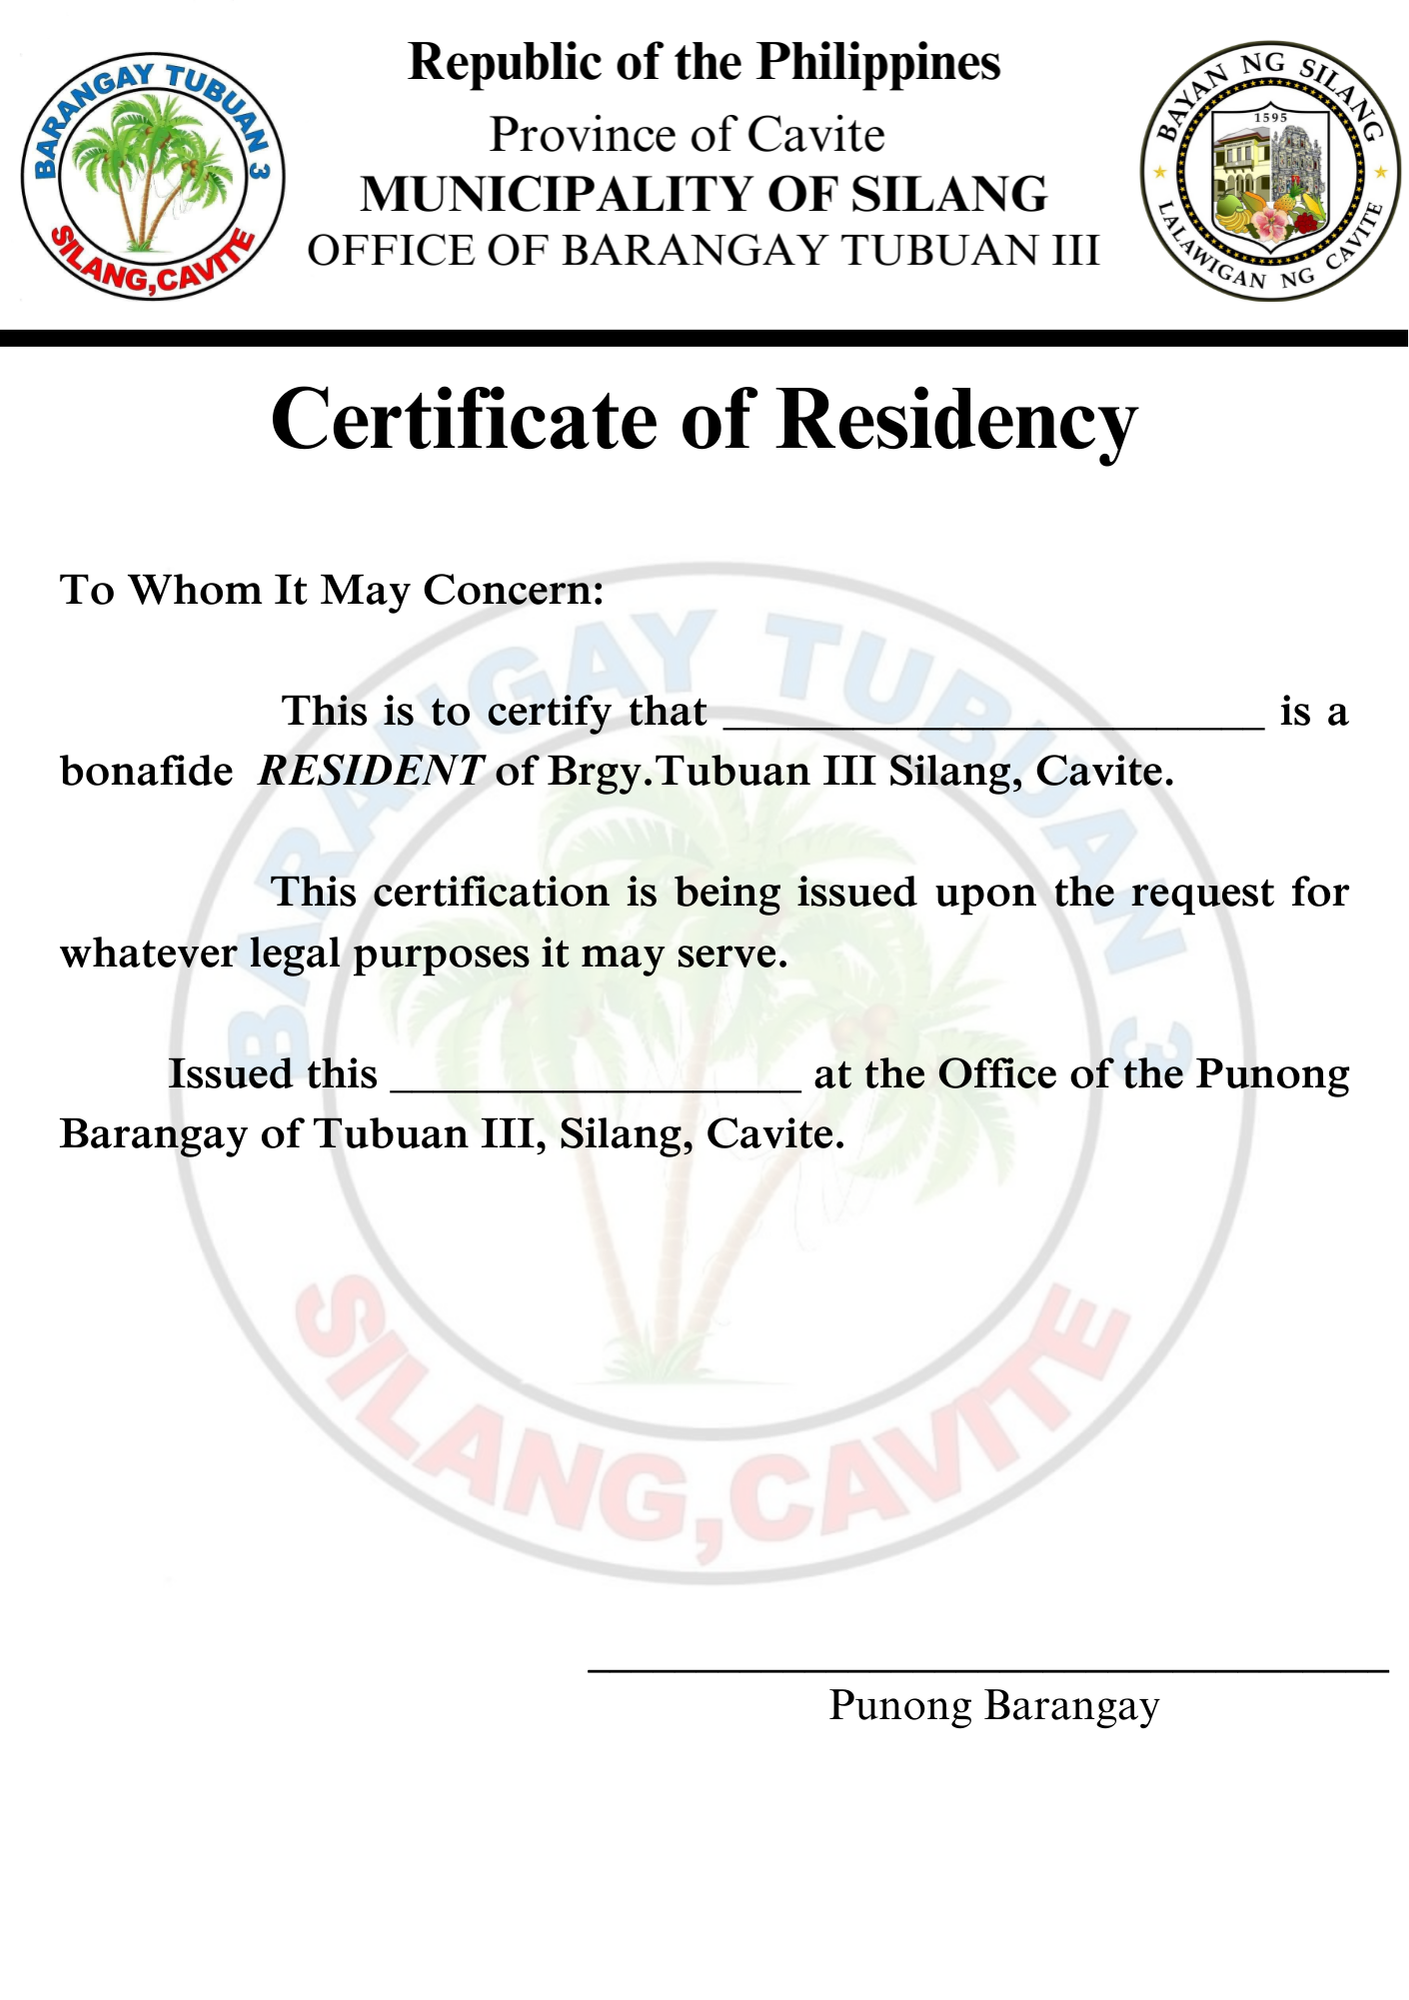 BARANGAY TUBUAN 3
SILANG,CAVITE
Republic of the Philippines
Province of Cavite
MUNICIPALITY OF SILANG
OFFICE OF BARANGAY TUBUAN III
BAYAN NG SILANG
1595
LALAWIGAN NG CAVITE
Certificate of Residency
To Whom It May Concern:
This is to certify that _________________________ is a
bonafide RESIDENT of Brgy.Tubuan III Silang, Cavite.
This certification is being issued upon the request for
whatever legal purposes it may serve.
Issued this ___________________ at the Office of the Punong
Barangay of Tubuan III, Silang, Cavite.
BARANGAY TUBUAN 3
SILANG,CAVITE
Punong Barangay